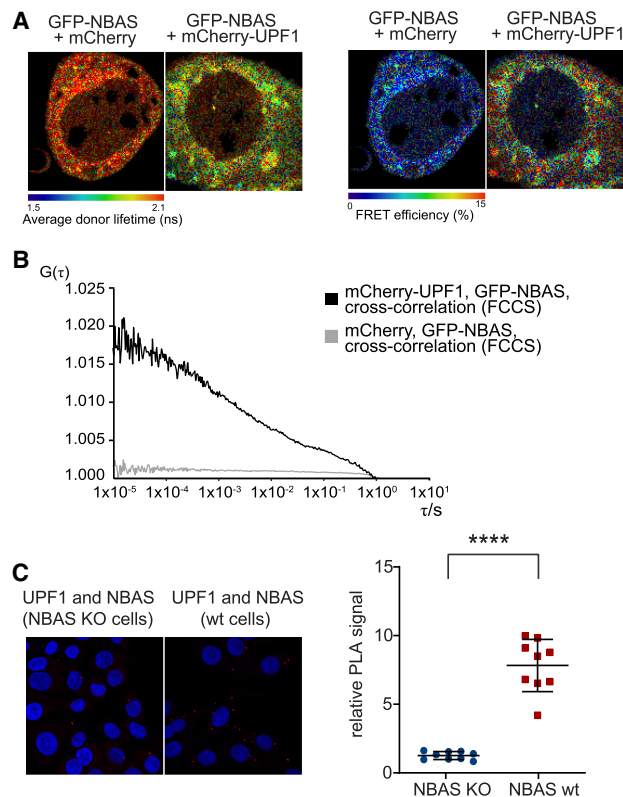 A
GFP-NBAS
+ mCherry
GFP-NBAS
+ mCherry-UPF1
GFP-NBAS
+ mCherry
GFP-NBAS
+ mCherry-UPF1
1.5
2.1
Average donor lifetime (ns)
0
15
FRET efficiency (%)
B
G(τ)
1.025
1.020
1.015
1.010
1.005
1.000
1x10⁻⁵
1x10⁻⁴
1x10⁻³
1x10⁻²
1x10⁻¹
1x10⁰
1x10¹
τ/s
mCherry-UPF1, GFP-NBAS,
cross-correlation (FCCS)
mCherry, GFP-NBAS,
cross-correlation (FCCS)
C
UPF1 and NBAS
(NBAS KO cells)
UPF1 and NBAS
(wt cells)
relative PLA signal
15
10
5
0
****
NBAS KO
NBAS wt